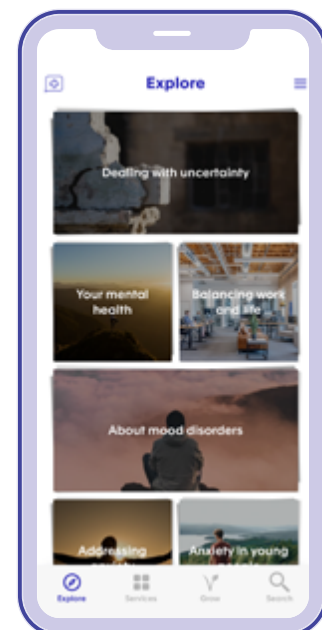 Explore
Dealing with uncertainty
Your mental
health
Balancing work
and life
About mood disorders
Addressing
Anxiety in young
Explore
Services
Grow
Search